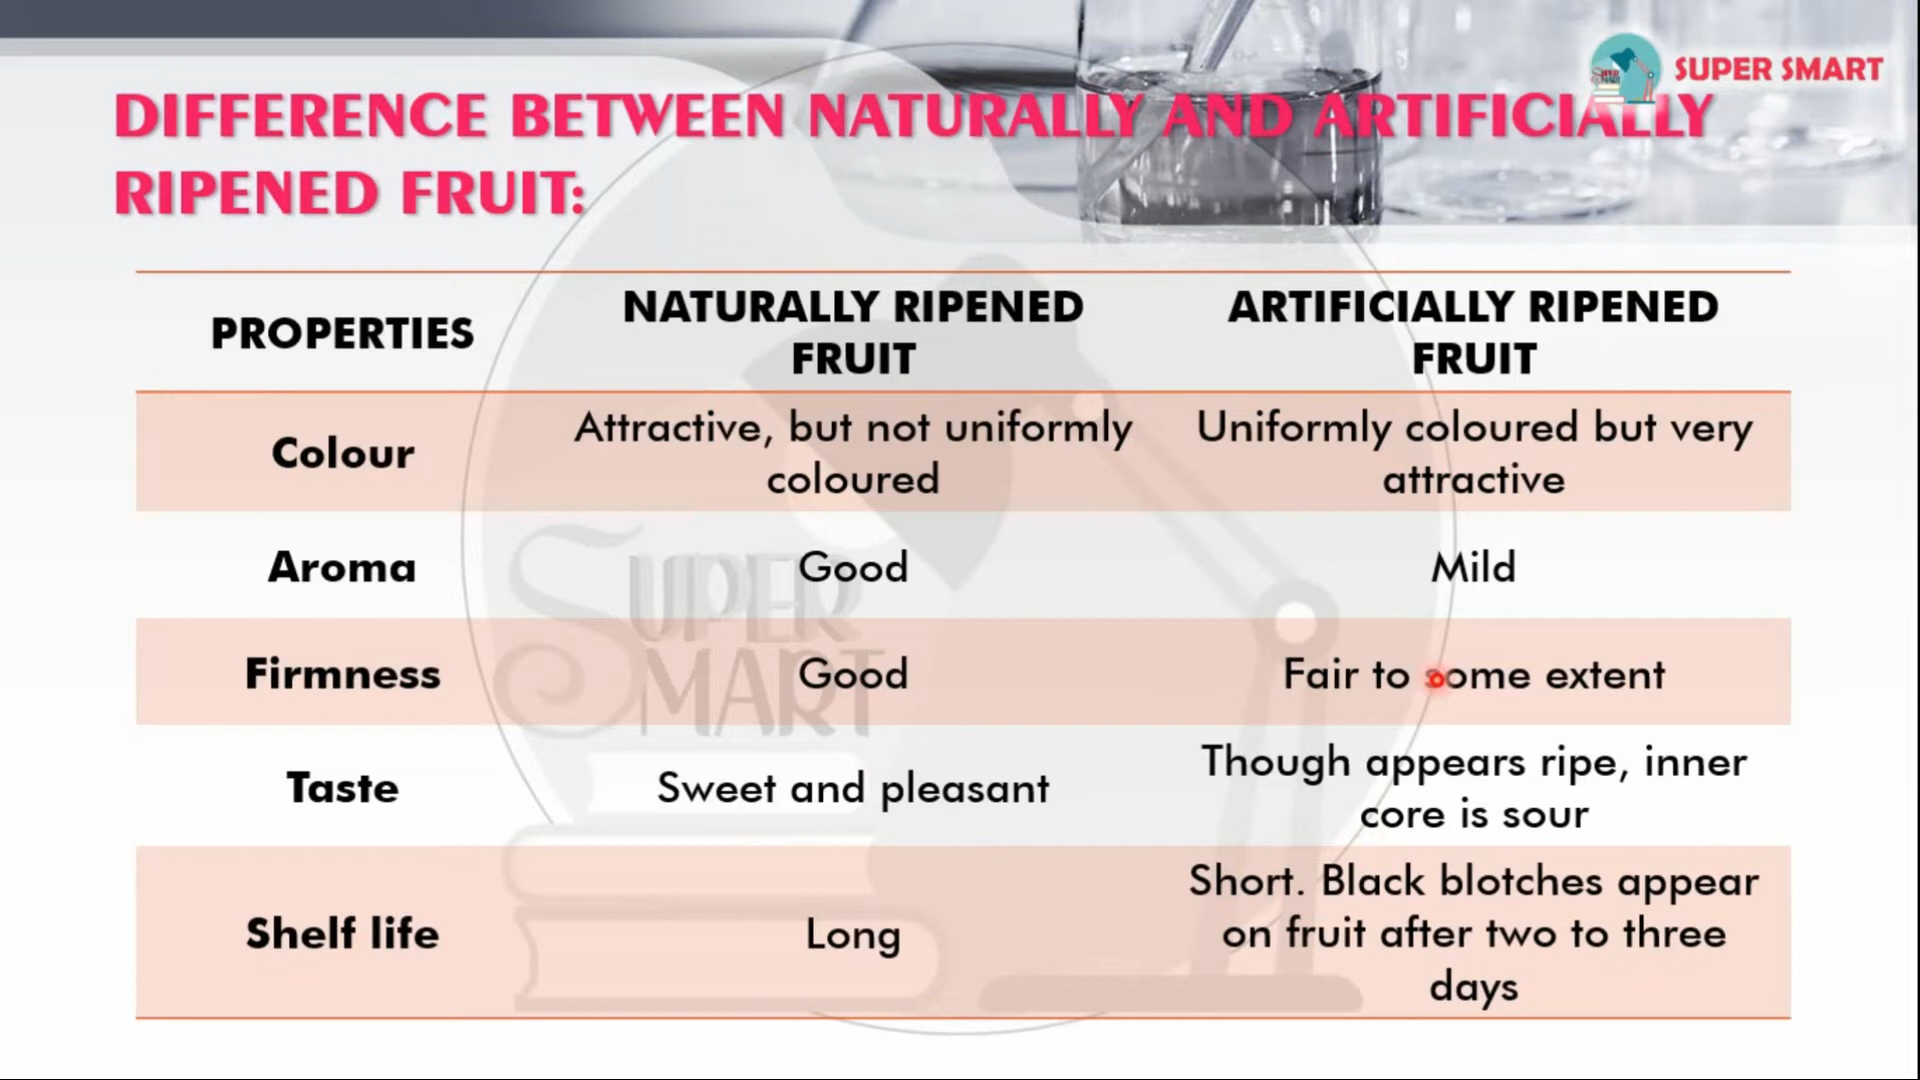 SUPER SMART
DIFFERENCE BETWEEN NATURALLY AND ARTIFICIALLY
RIPENED FRUIT:
PROPERTIES
NATURALLY RIPENED
FRUIT
ARTIFICIALLY RIPENED
FRUIT
Colour
Attractive, but not uniformly
coloured
Uniformly coloured but very
attractive
Aroma
Good
Mild
Firmness
Good
Fair to some extent
Taste
Sweet and pleasant
Though appears ripe, inner
core is sour
Shelf life
Long
Short. Black blotches appear
on fruit after two to three
days
SUPER
SMART